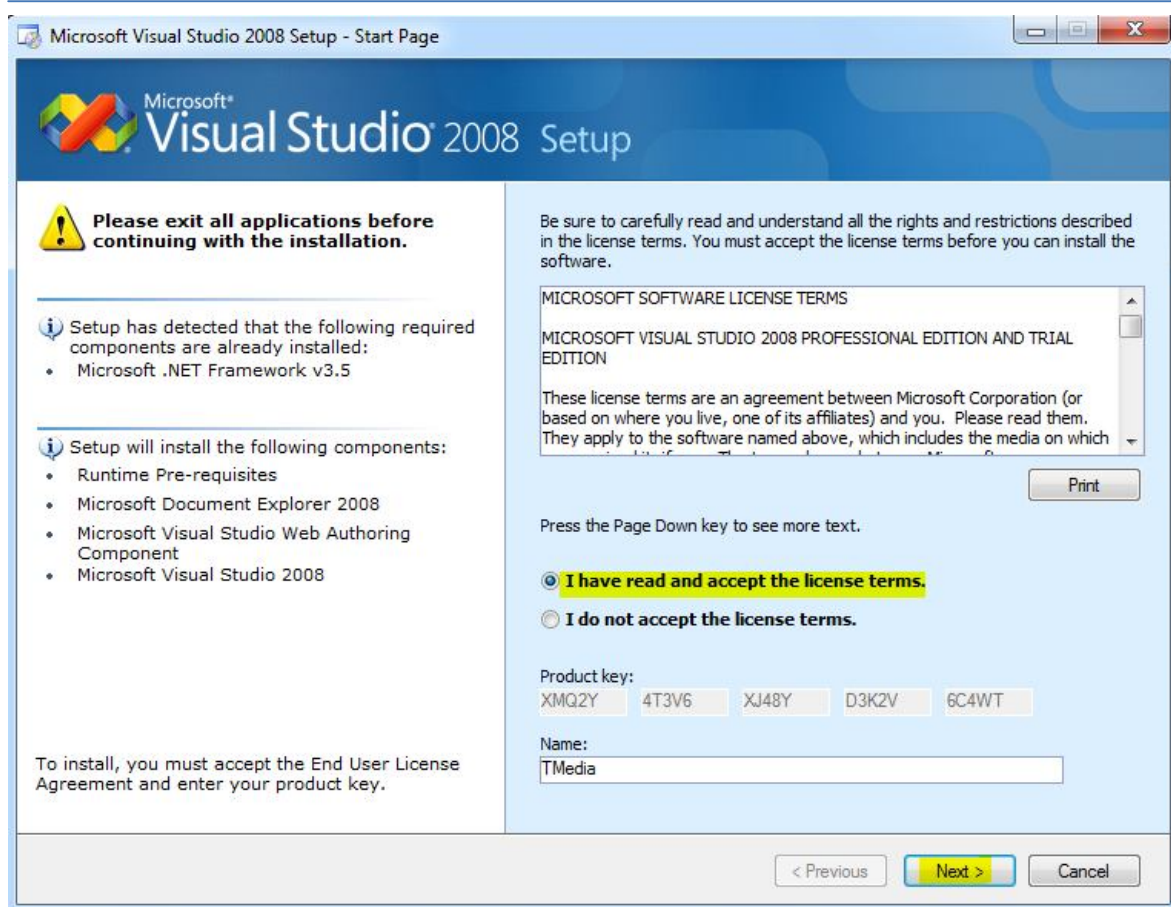 Microsoft Visual Studio 2008 Setup - Start Page
Microsoft®
Visual Studio® 2008 Setup
Please exit all applications before
continuing with the installation.
Setup has detected that the following required
components are already installed:
• Microsoft .NET Framework v3.5
Setup will install the following components:
• Runtime Pre-requisites
• Microsoft Document Explorer 2008
• Microsoft Visual Studio Web Authoring
Component
• Microsoft Visual Studio 2008
To install, you must accept the End User License
Agreement and enter your product key.
Be sure to carefully read and understand all the rights and restrictions described
in the license terms. You must accept the license terms before you can install the
software.
MICROSOFT SOFTWARE LICENSE TERMS
MICROSOFT VISUAL STUDIO 2008 PROFESSIONAL EDITION AND TRIAL
EDITION
These license terms are an agreement between Microsoft Corporation (or
based on where you live, one of its affiliates) and you. Please read them.
They apply to the software named above, which includes the media on which
Print
Press the Page Down key to see more text.
I have read and accept the license terms.
I do not accept the license terms.
Product key:
XMQ2Y 4T3V6 XJ48Y D3K2V 6C4WT
Name:
TMedia
< Previous Next > Cancel